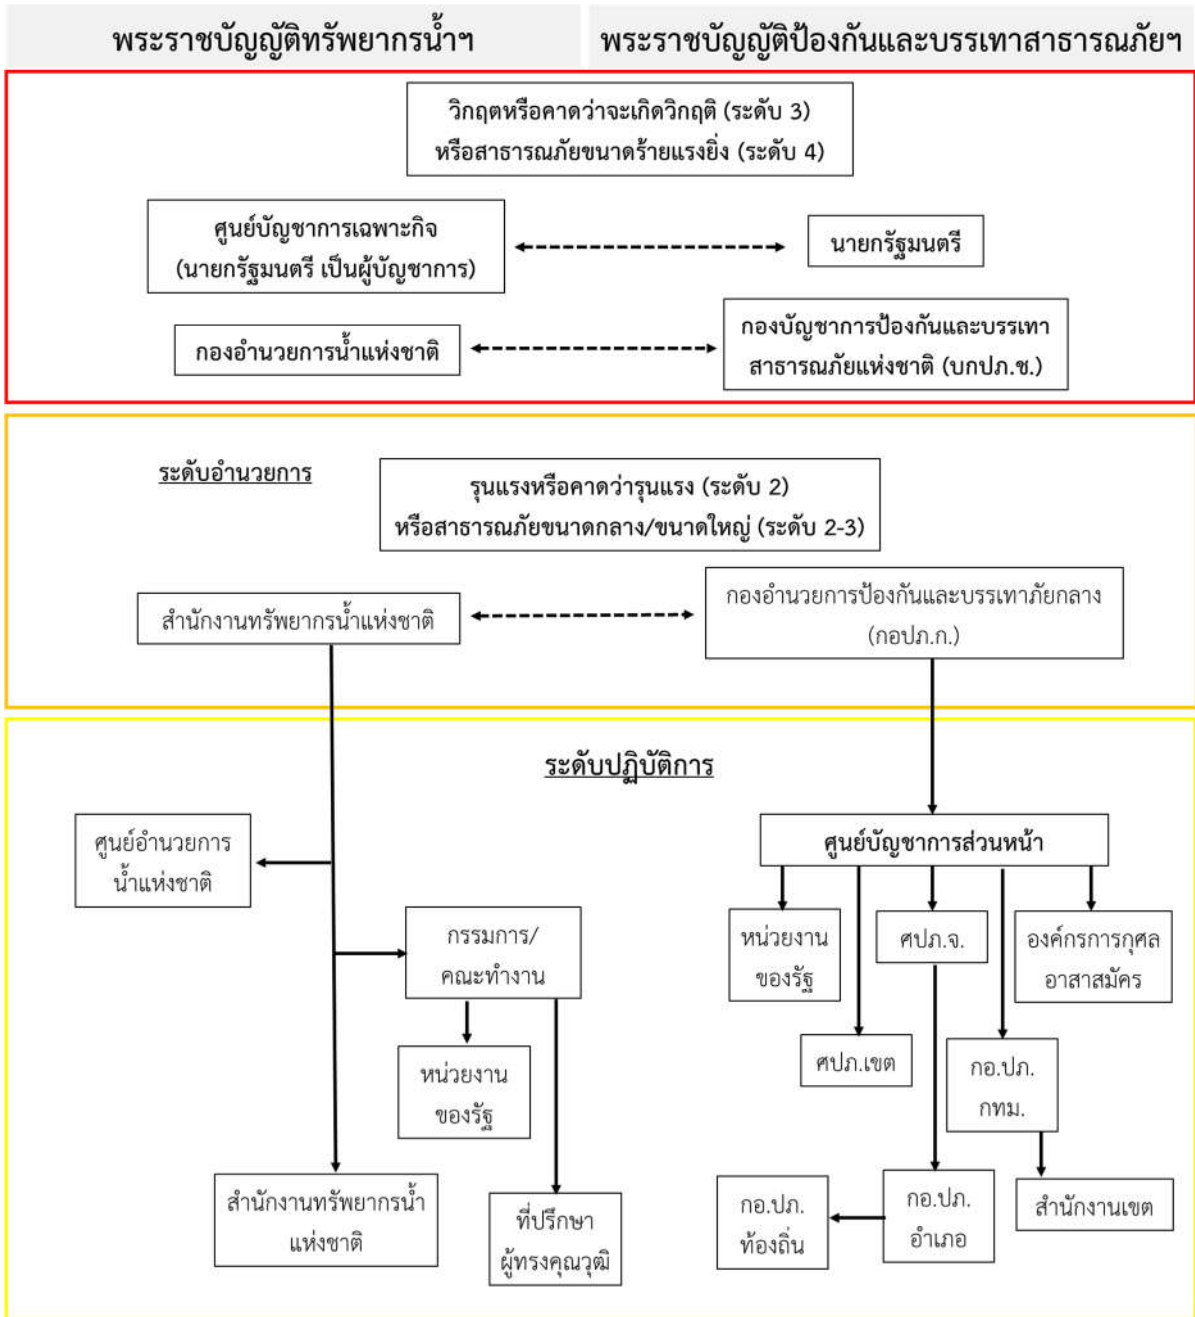 พระราชบัญญัติทรัพยากรน้ำฯ
พระราชบัญญัติป้องกันและบรรเทาสาธารณภัยฯ
วิกฤตหรือคาดว่าจะเกิดวิกฤติ (ระดับ 3)
หรือสาธารณภัยขนาดร้ายแรงยิ่ง (ระดับ 4)
ศูนย์บัญชาการเฉพาะกิจ
(นายกรัฐมนตรี เป็นผู้บัญชาการ)
นายกรัฐมนตรี
กองอำนวยการน้ำแห่งชาติ
กองบัญชาการป้องกันและบรรเทา
สาธารณภัยแห่งชาติ (บกปภ.ช.)
ระดับอำนวยการ
รุนแรงหรือคาดว่ารุนแรง (ระดับ 2)
หรือสาธารณภัยขนาดกลาง/ขนาดใหญ่ (ระดับ 2-3)
สำนักงานทรัพยากรน้ำแห่งชาติ
กองอำนวยการป้องกันและบรรเทาภัยกลาง
(กอปภ.ก.)
ระดับปฏิบัติการ
ศูนย์อำนวยการ
น้ำแห่งชาติ
ศูนย์บัญชาการส่วนหน้า
กรรมการ/
คณะทำงาน
หน่วยงาน
ของรัฐ
ศปภ.จ.
องค์กรการกุศล
อาสาสมัคร
หน่วยงาน
ของรัฐ
ศปภ.เขต
กอ.ปภ.
กทม.
สำนักงานทรัพยากรน้ำ
แห่งชาติ
ที่ปรึกษา
ผู้ทรงคุณวุฒิ
กอ.ปภ.
ท้องถิ่น
กอ.ปภ.
อำเภอ
สำนักงานเขต